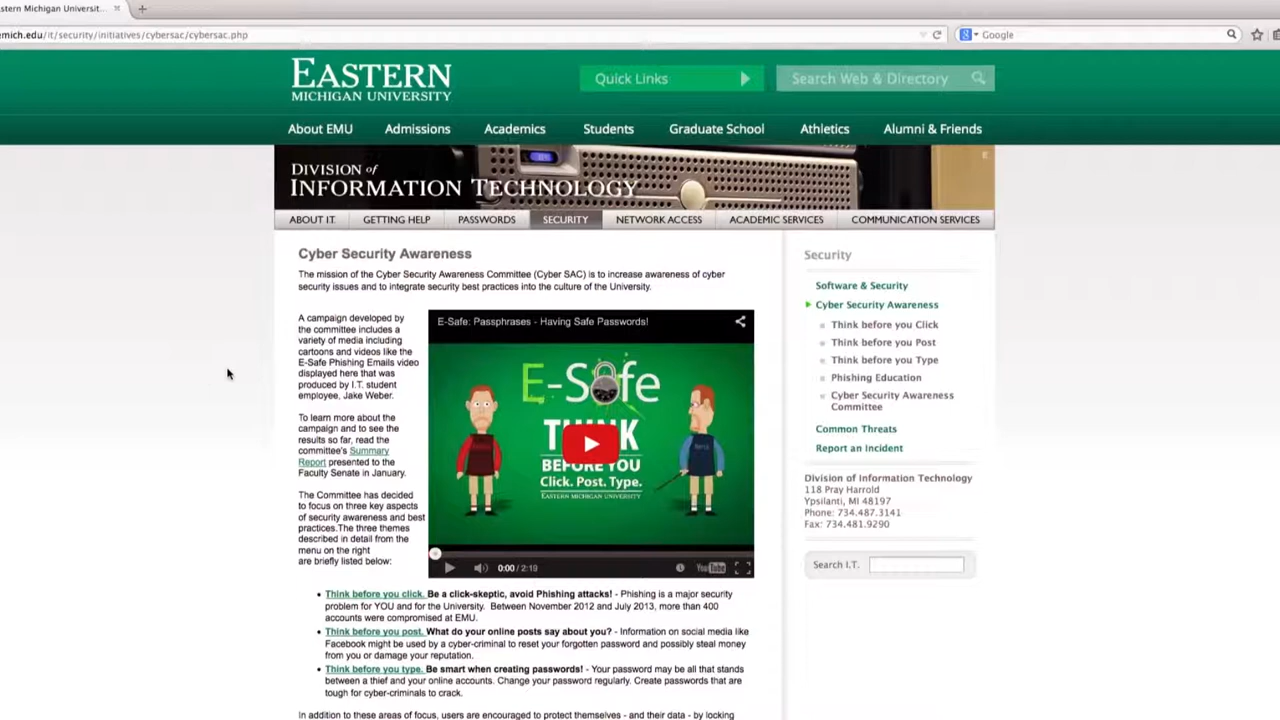 stern Michigan Universit...
emich.edu/it/security/initiatives/cybersac/cybersac.php
Google
EASTERN
MICHIGAN UNIVERSITY
Quick Links
Search Web & Directory
About EMU Admissions Academics Students Graduate School Athletics Alumni & Friends
DIVISION of
INFORMATION TECHNOLOGY
ABOUT IT GETTING HELP PASSWORDS SECURITY NETWORK ACCESS ACADEMIC SERVICES COMMUNICATION SERVICES
Cyber Security Awareness
The mission of the Cyber Security Awareness Committee (Cyber SAC) is to increase awareness of cyber
security issues and to integrate security best practices into the culture of the University.
A campaign developed by
the committee includes a
variety of media including
cartoons and videos like the
E-Safe Phishing Emails video
displayed here that was
produced by I.T. student
employee, Jake Weber.
To learn more about the
campaign and to see the
results so far, read the
committee's Summary
Report presented to the
Faculty Senate in January.
The Committee has decided
to focus on three key aspects
of security awareness and best
practices.The three themes
described in detail from the
menu on the right
are briefly listed below:
E-Safe: Passphrases - Having Safe Passwords!
E-Safe
THINK
BEFORE YOU
Click. Post. Type.
EASTERN MICHIGAN UNIVERSITY
0:00 / 2:19
YouTube
• Think before you click. Be a click-skeptic, avoid Phishing attacks! - Phishing is a major security
problem for YOU and for the University. Between November 2012 and July 2013, more than 400
accounts were compromised at EMU.
• Think before you post. What do your online posts say about you? - Information on social media like
Facebook might be used by a cyber-criminal to reset your forgotten password and possibly steal money
from you or damage your reputation.
• Think before you type. Be smart when creating passwords! - Your password may be all that stands
between a thief and your online accounts. Change your password regularly. Create passwords that are
tough for cyber-criminals to crack.
In addition to these areas of focus, users are encouraged to protect themselves - and their data - by locking
Security
Software & Security
Cyber Security Awareness
Think before you Click
Think before you Post
Think before you Type
Phishing Education
Cyber Security Awareness
Committee
Common Threats
Report an Incident
Division of Information Technology
118 Pray Harrold
Ypsilanti, MI 48197
Phone: 734.487.3141
Fax: 734.481.9290
Search I.T.